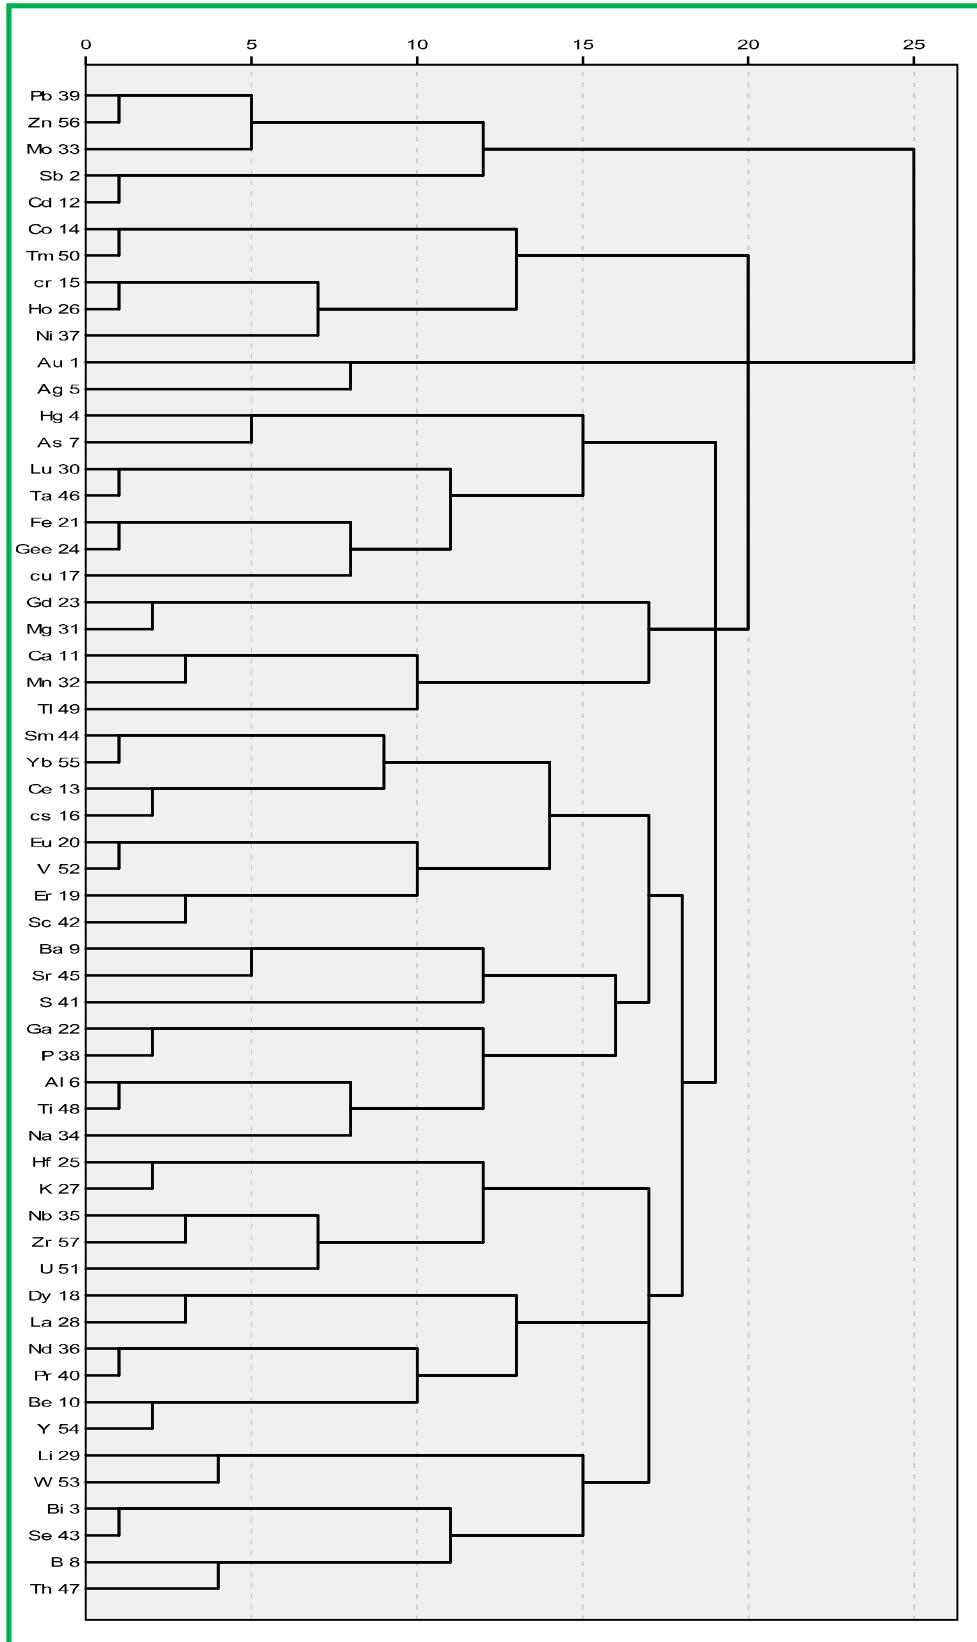 0 5 10 15 20 25
Pb 39
Zn 56
Mo 33
Sb 2
Cd 12
Co 14
Tm 50
cr 15
Ho 26
Ni 37
Au 1
Ag 5
Hg 4
As 7
Lu 30
Ta 46
Fe 21
Gee 24
cu 17
Gd 23
Mg 31
Ca 11
Mn 32
Tl 49
Sm 44
Yb 55
Ce 13
cs 16
Eu 20
V 52
Er 19
Sc 42
Ba 9
Sr 45
S 41
Ga 22
P 38
Al 6
Ti 48
Na 34
Hf 25
K 27
Nb 35
Zr 57
U 51
Dy 18
La 28
Nd 36
Pr 40
Be 10
Y 54
Li 29
W 53
Bi 3
Se 43
B 8
Th 47